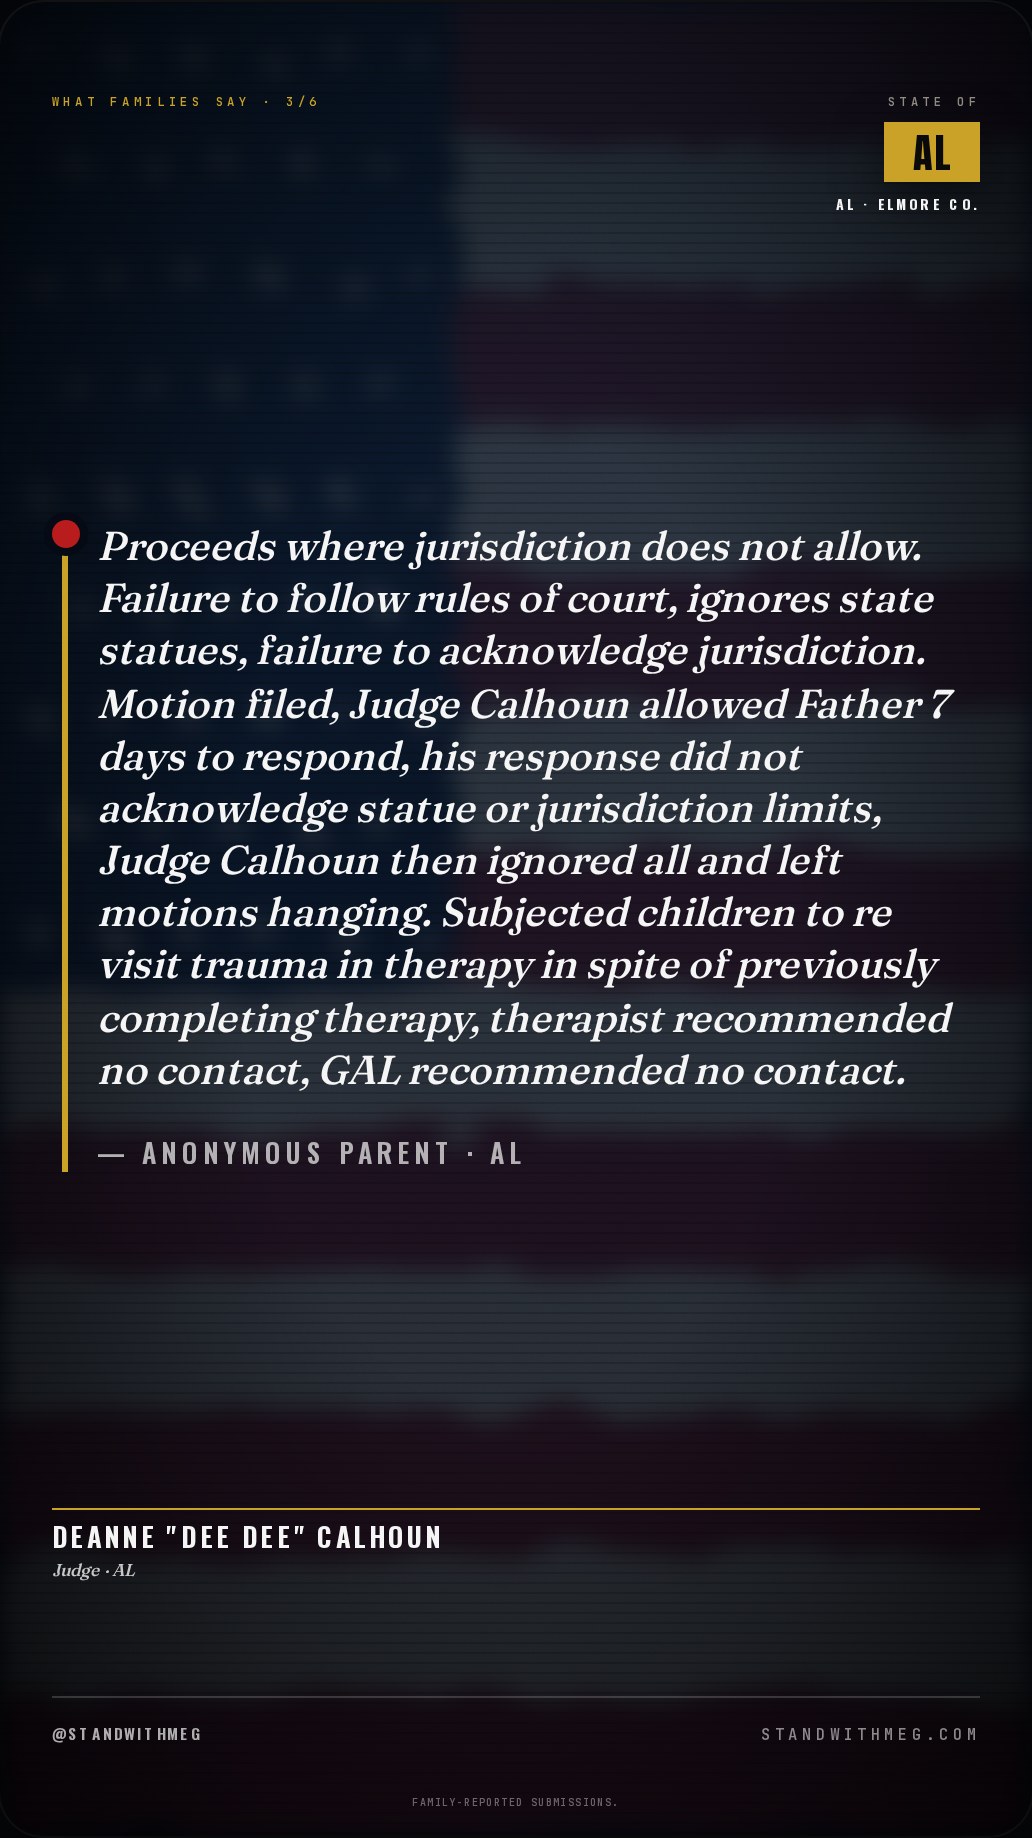 WHAT FAMILIES SAY · 3/6
STATE OF
AL
AL · ELMORE CO.
Proceeds where jurisdiction does not allow.
Failure to follow rules of court, ignores state
statues, failure to acknowledge jurisdiction.
Motion filed, Judge Calhoun allowed Father 7
days to respond, his response did not
acknowledge statue or jurisdiction limits,
Judge Calhoun then ignored all and left
motions hanging. Subjected children to re
visit trauma in therapy in spite of previously
completing therapy, therapist recommended
no contact, GAL recommended no contact.
— ANONYMOUS PARENT · AL
DEANNE "DEE DEE" CALHOUN
Judge · AL
@STANDWITHMEG
STANDWITHMEG.COM
FAMILY-REPORTED SUBMISSIONS.